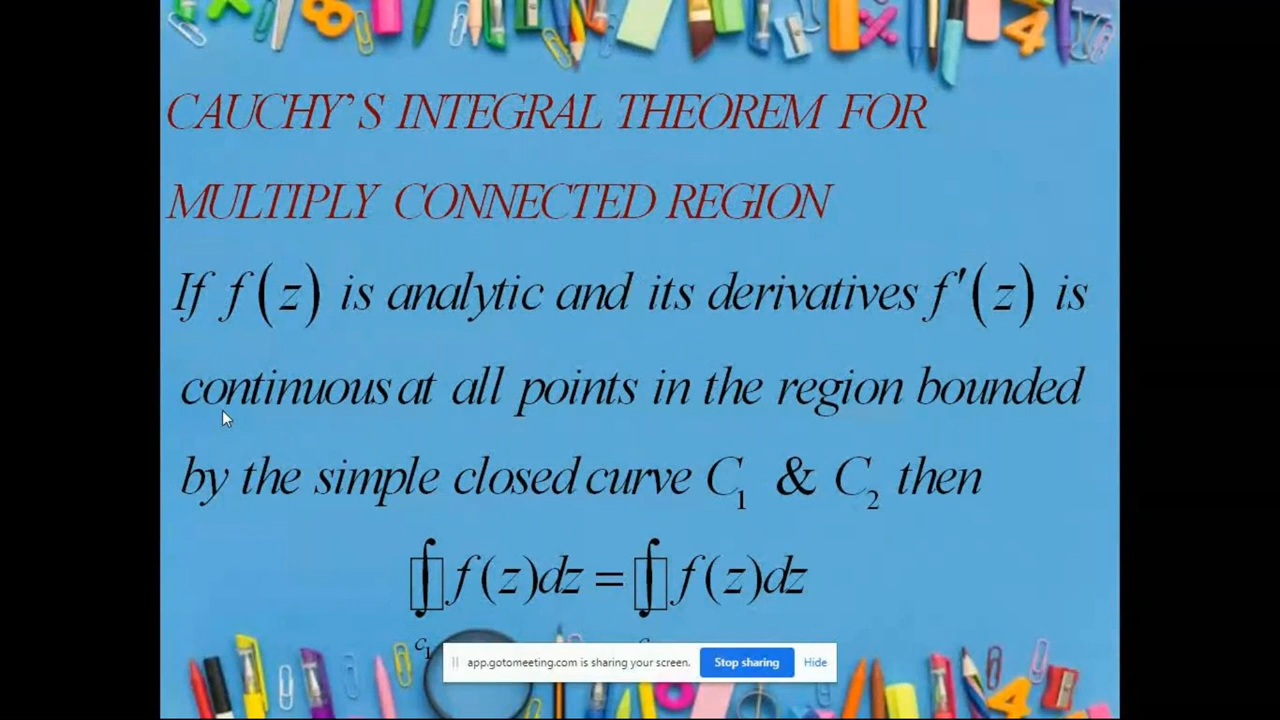 CAUCHY'S INTEGRAL THEOREM FOR
MULTIPLY CONNECTED REGION
If f(z) is analytic and its derivatives f'(z) is
continuous at all points in the region bounded
by the simple closed curve C₁ & C₂ then
∮ f(z)dz = ∮ f(z)dz
c₁
app.gotomeeting.com is sharing your screen. Stop sharing Hide